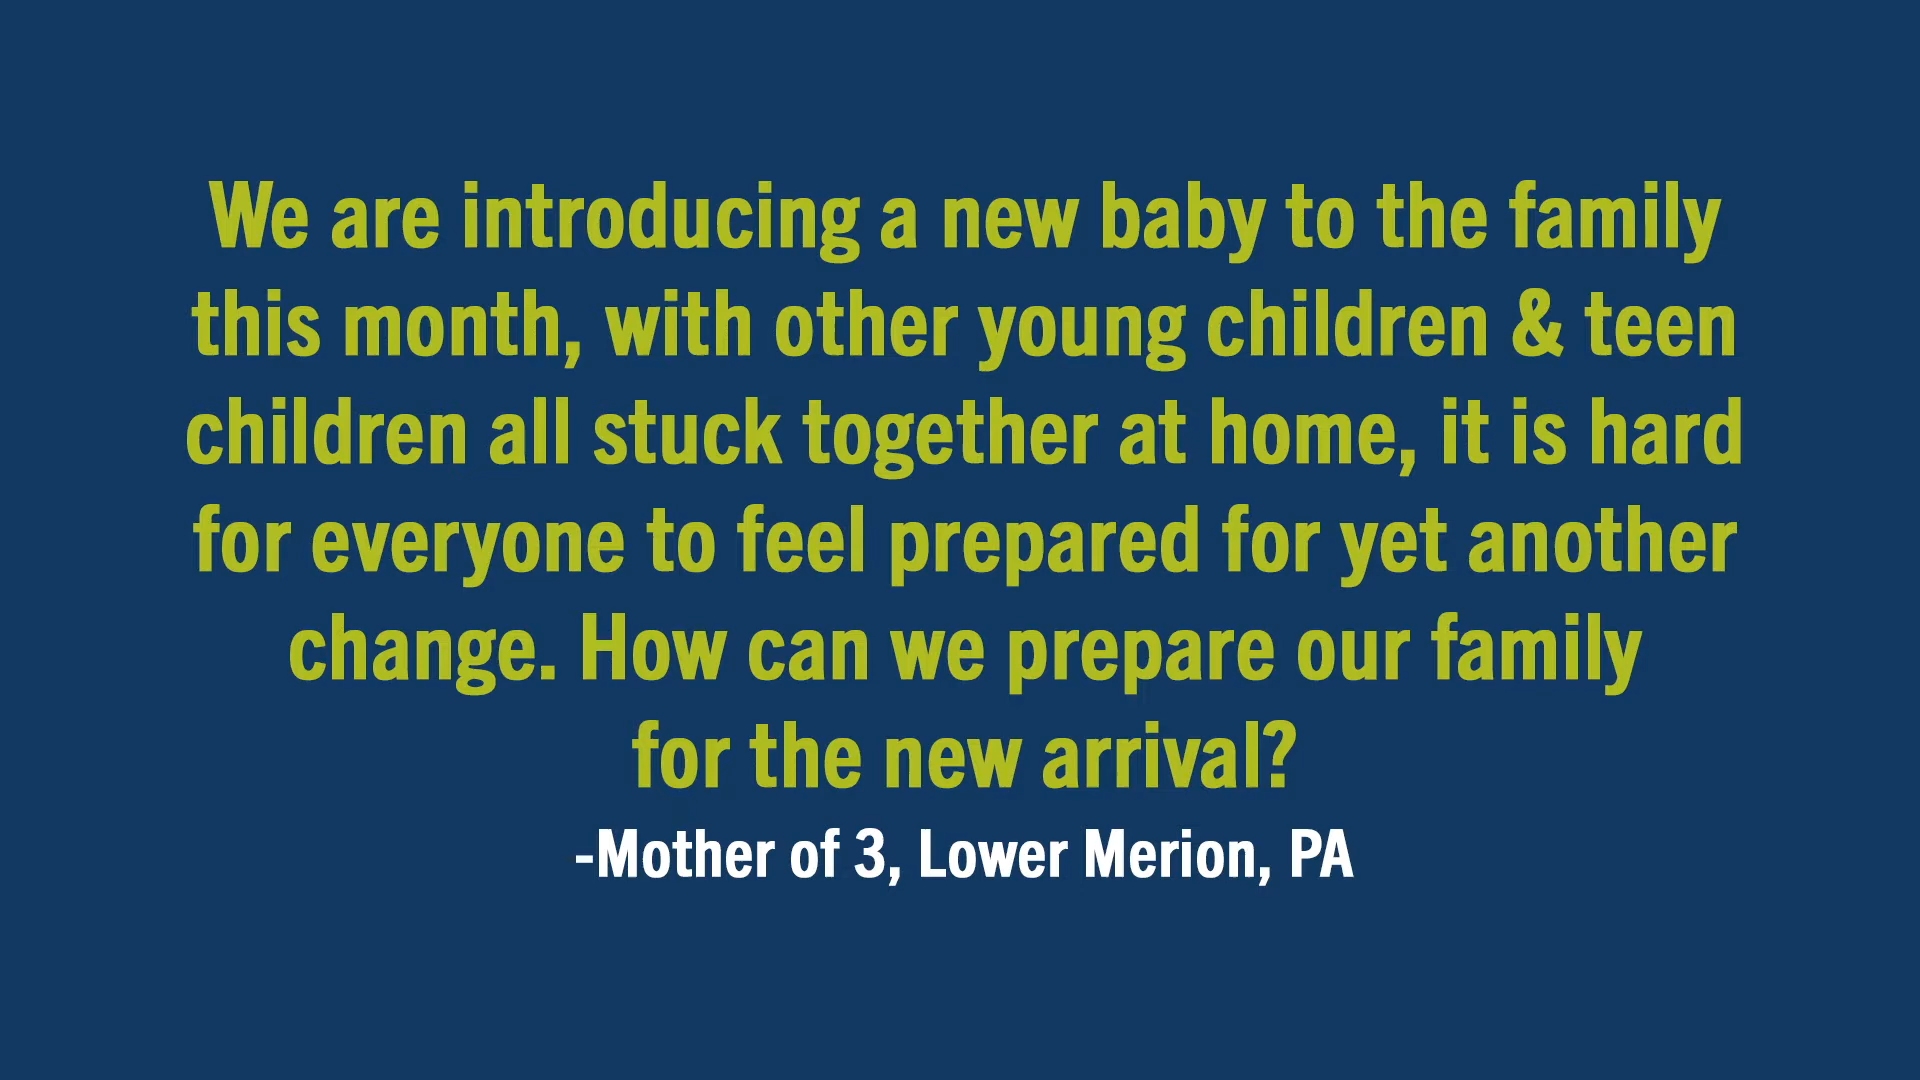 We are introducing a new baby to the family
this month, with other young children & teen
children all stuck together at home, it is hard
for everyone to feel prepared for yet another
change. How can we prepare our family
for the new arrival?
-Mother of 3, Lower Merion, PA